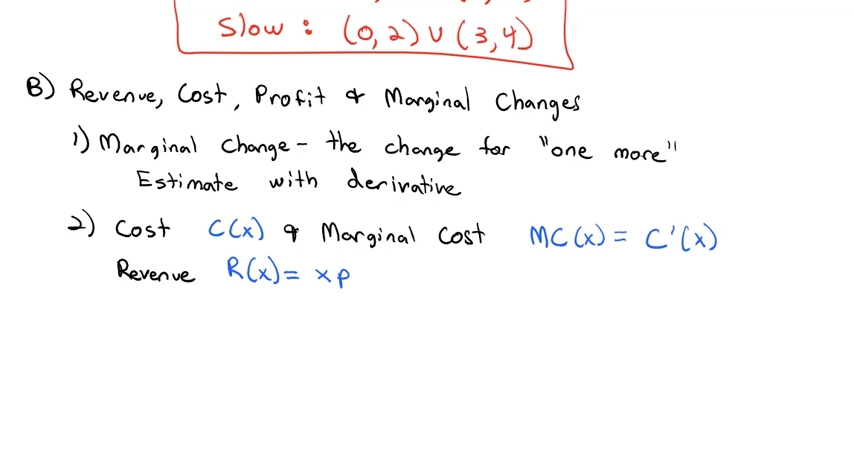 Slow : (0,2) ∪ (3,4)
B) Revenue, Cost, Profit & Marginal Changes
1) Marginal Change - the change for "one more"
Estimate with derivative
2) Cost C(x) & Marginal Cost MC(x) = C'(x)
Revenue R(x) = xp